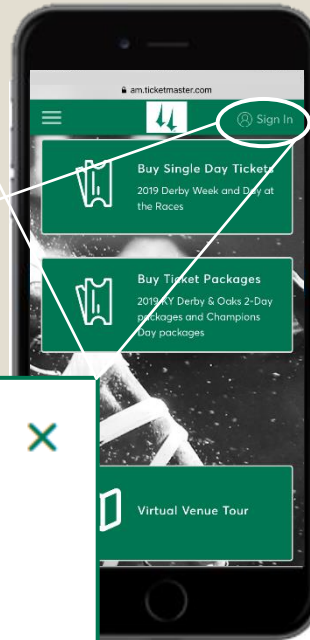 am.ticketmaster.com
Sign In
Buy Single Day Tickets
2019 Derby Week and Day at
the Races
Buy Ticket Packages
2019 KY Derby & Oaks 2-Day
packages and Champions
Day packages
Virtual Venue Tour